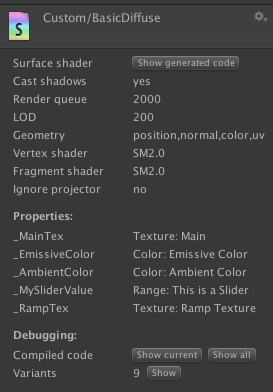 S Custom/BasicDiffuse
Surface shader Show generated code
Cast shadows yes
Render queue 2000
LOD 200
Geometry position,normal,color,uv
Vertex shader SM2.0
Fragment shader SM2.0
Ignore projector no
Properties:
_MainTex Texture: Main
_EmissiveColor Color: Emissive Color
_AmbientColor Color: Ambient Color
_MySliderValue Range: This is a Slider
_RampTex Texture: Ramp Texture
Debugging:
Compiled code Show current Show all
Variants 9 Show